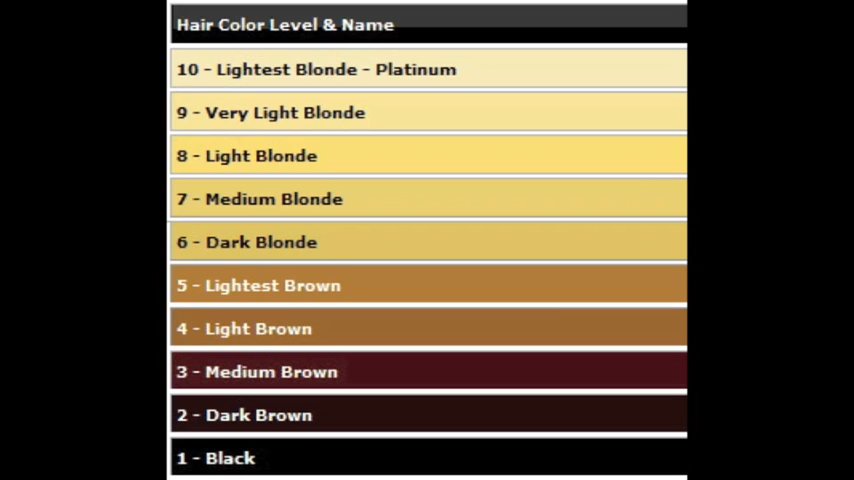 Hair Color Level & Name
10 - Lightest Blonde - Platinum
9 - Very Light Blonde
8 - Light Blonde
7 - Medium Blonde
6 - Dark Blonde
5 - Lightest Brown
4 - Light Brown
3 - Medium Brown
2 - Dark Brown
1 - Black